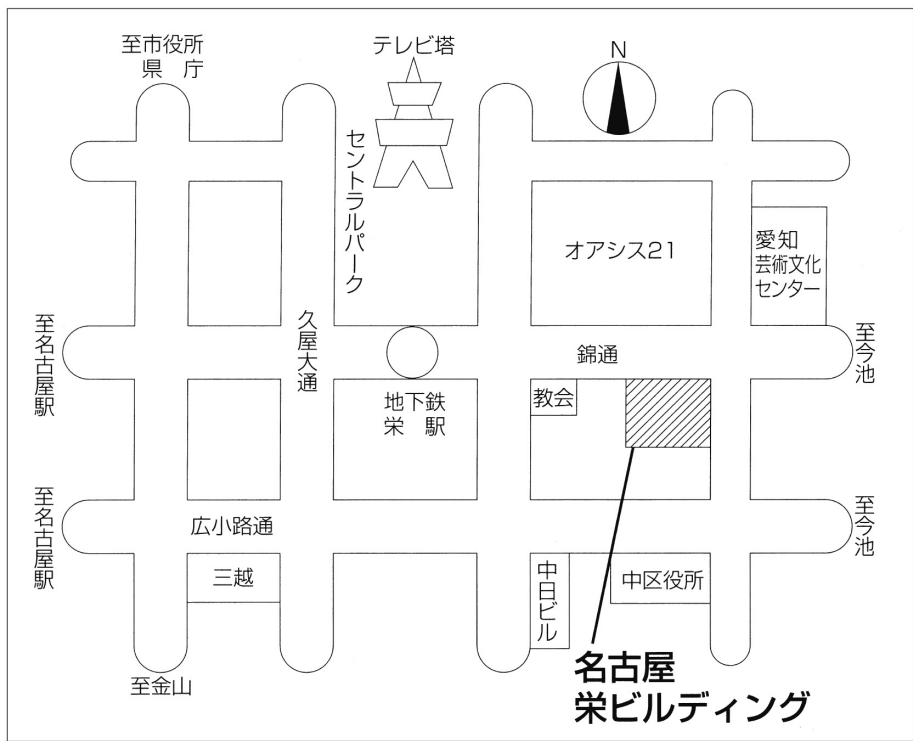 至市役所
県 庁
テレビ塔
N
セントラルパーク
オアシス21
愛知
芸術文化
センター
至名古屋駅
久屋大通
錦通
至今池
地下鉄
栄 駅
教会
至名古屋駅
広小路通
至今池
三越
中日ビル
中区役所
至金山
名古屋
栄ビルディング